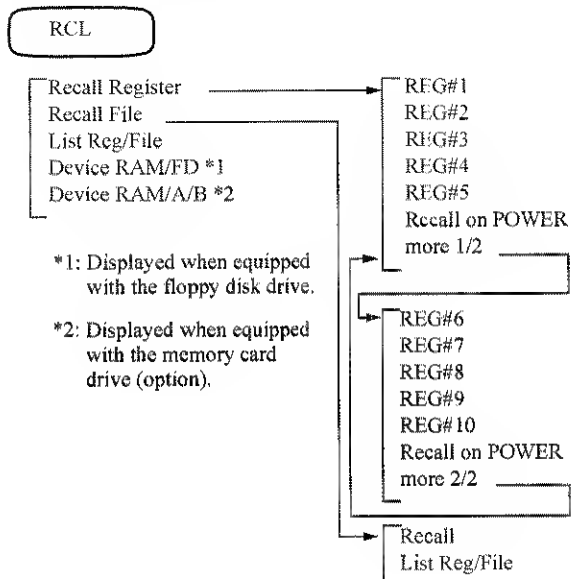 RCL
Recall Register
Recall File
List Reg/File
Device RAM/FD *1
Device RAM/A/B *2
*1: Displayed when equipped
with the floppy disk drive.
*2: Displayed when equipped
with the memory card
drive (option).
REG#1
REG#2
REG#3
REG#4
REG#5
Recall on POWER
more 1/2
REG#6
REG#7
REG#8
REG#9
REG#10
Recall on POWER
more 2/2
Recall
List Reg/File